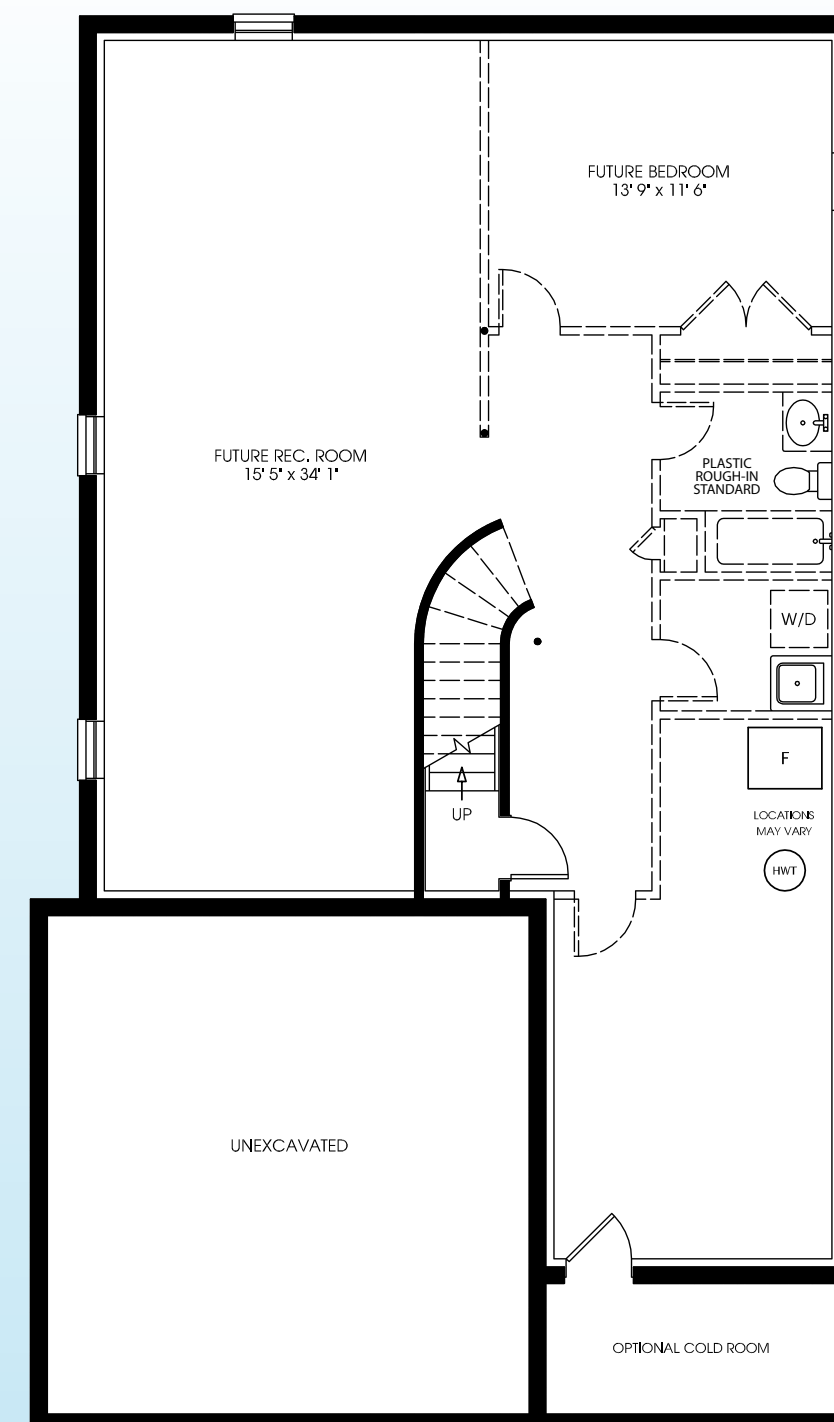 FUTURE BEDROOM
13' 9" x 11' 6"
FUTURE REC. ROOM
15' 5" x 34' 1"
PLASTIC
ROUGH-IN
STANDARD
W/D
F
UP
LOCATIONS
MAY VARY
HWT
UNEXCAVATED
OPTIONAL COLD ROOM